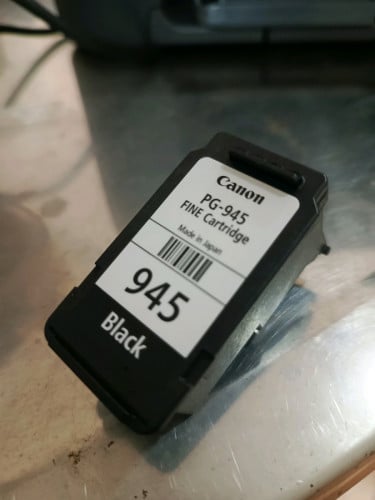 Canon
PG-945
FINE Cartridge
Made in Japan
945
Black